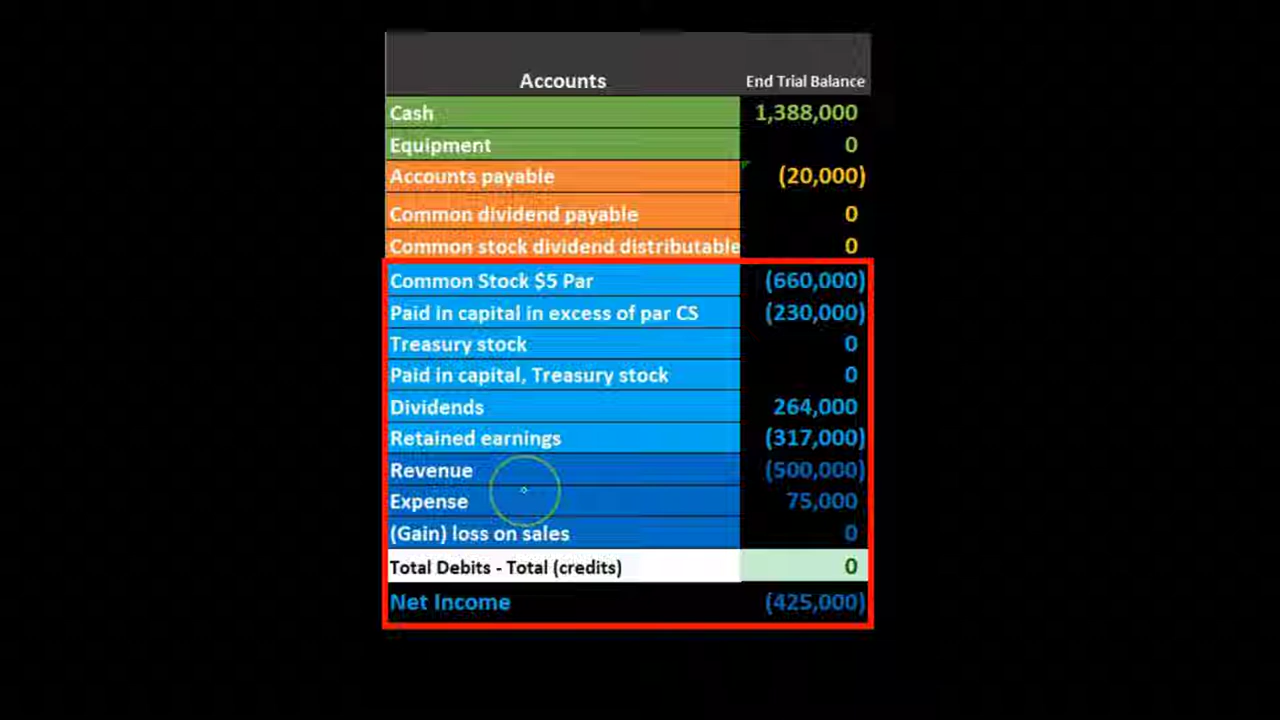 Accounts End Trial Balance
Cash 1,388,000
Equipment 0
Accounts payable (20,000)
Common dividend payable 0
Common stock dividend distributable 0
Common Stock $5 Par (660,000)
Paid in capital in excess of par CS (230,000)
Treasury stock 0
Paid in capital, Treasury stock 0
Dividends 264,000
Retained earnings (317,000)
Revenue (500,000)
Expense 75,000
(Gain) loss on sales 0
Total Debits - Total (credits) 0
Net Income (425,000)